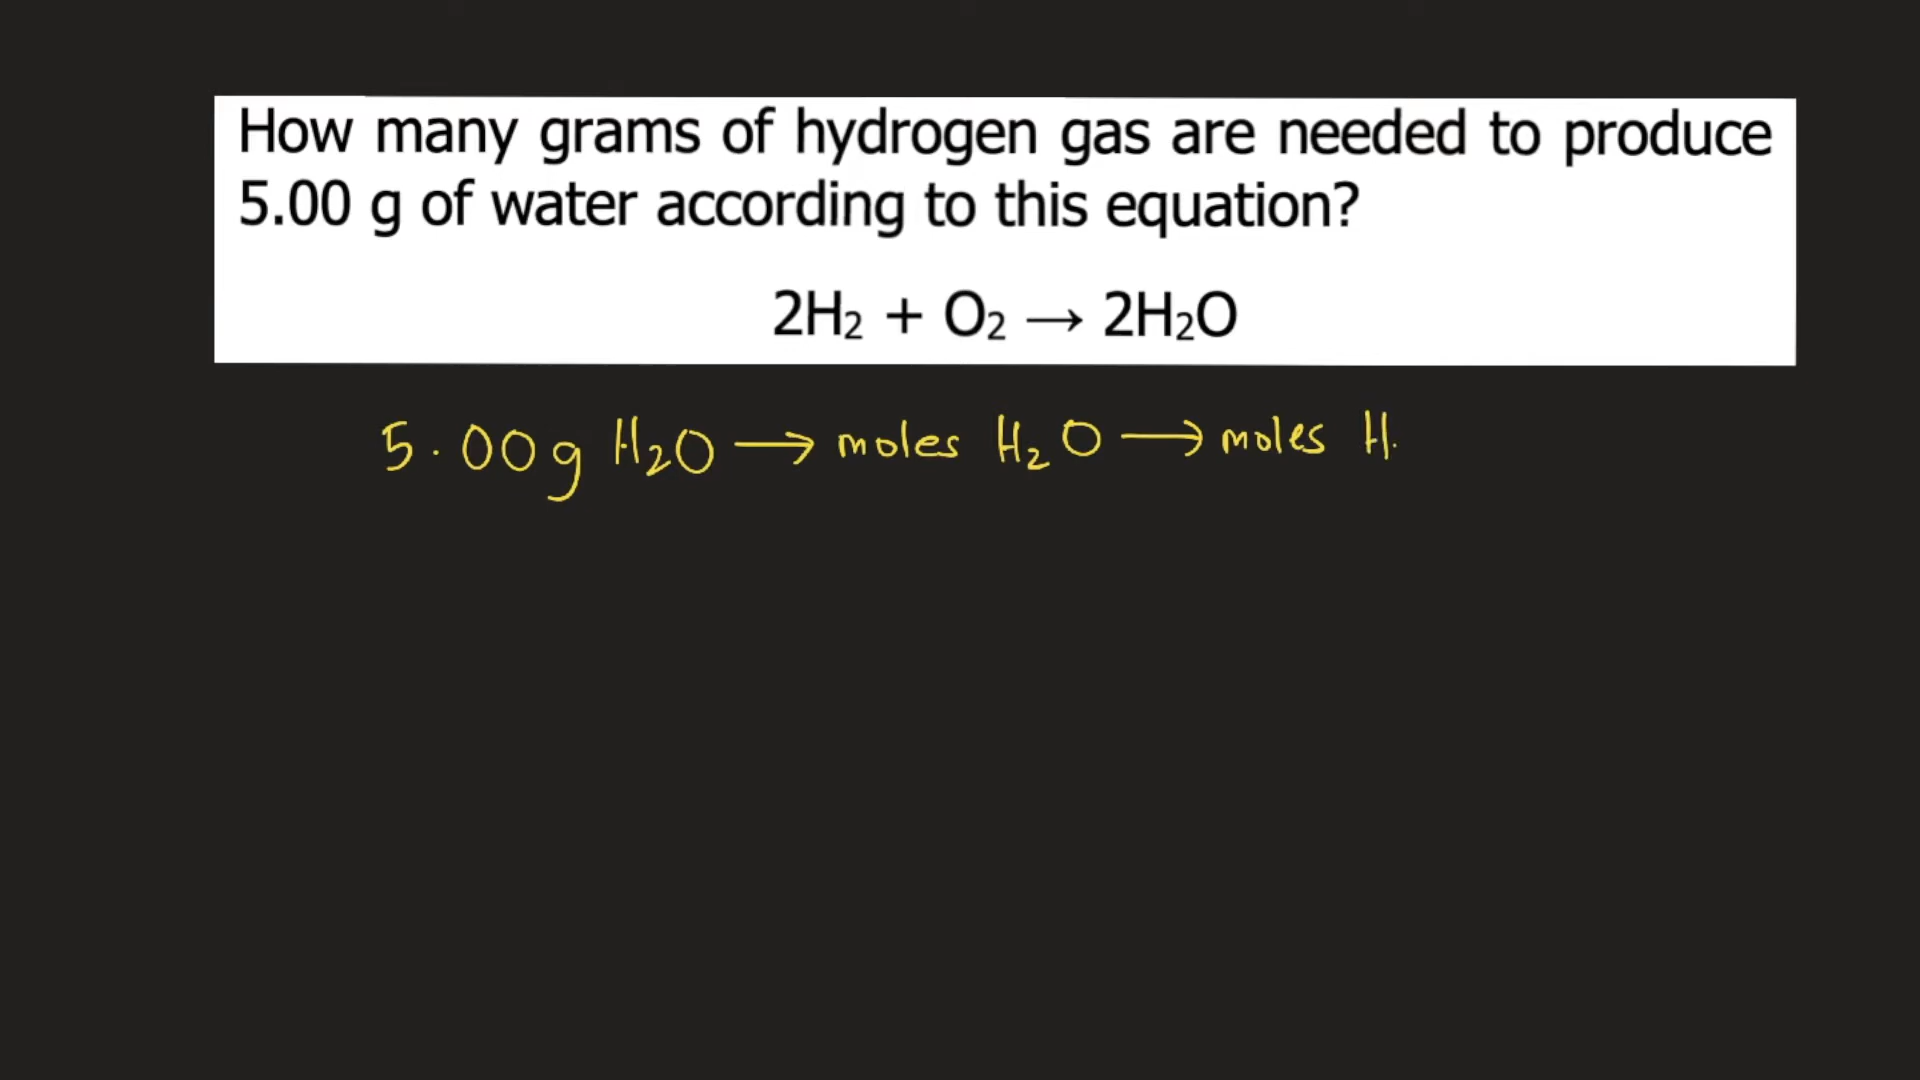 How many grams of hydrogen gas are needed to produce
5.00 g of water according to this equation?
2H₂ + O₂ → 2H₂O
5.00g H₂O → moles H₂O → moles H